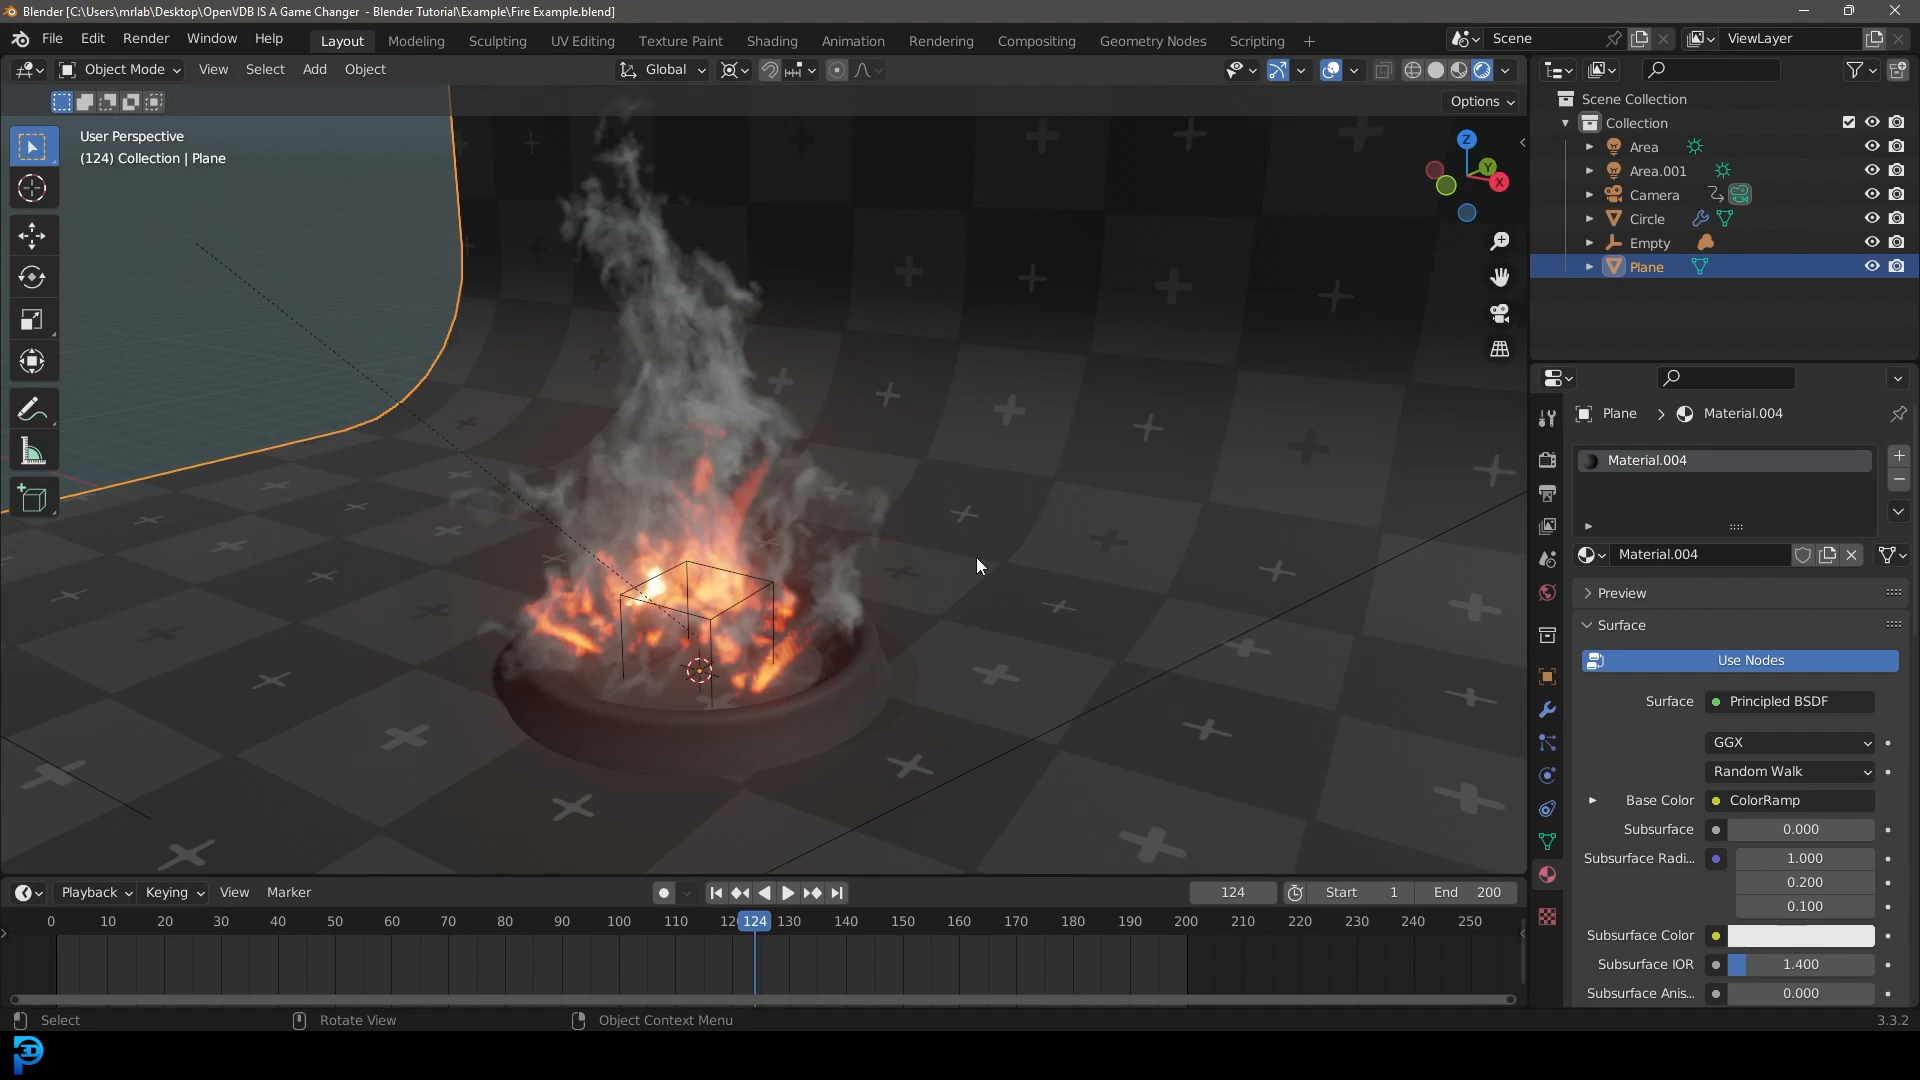 Blender [C:\Users\mrlab\Desktop\OpenVDB IS A Game Changer - Blender Tutorial\Example\Fire Example.blend]
File Edit Render Window Help Layout Modeling Sculpting UV Editing Texture Paint Shading Animation Rendering Compositing Geometry Nodes Scripting + Scene ViewLayer
Object Mode View Select Add Object Global
Options
User Perspective
(124) Collection | Plane
Z
Y
X
Scene Collection
Collection
Area
Area.001
Camera
Circle
Empty
Plane
Plane > Material.004
Material.004
Material.004
Preview
Surface
Use Nodes
Surface Principled BSDF
GGX
Random Walk
Base Color ColorRamp
Subsurface 0.000
Subsurface Radi... 1.000
0.200
0.100
Subsurface Color
Subsurface IOR 1.400
Subsurface Anis... 0.000
Playback Keying View Marker 124 Start 1 End 200
0 10 20 30 40 50 60 70 80 90 100 110 12 124 130 140 150 160 170 180 190 200 210 220 230 240 250
Select Rotate View Object Context Menu 3.3.2
3D